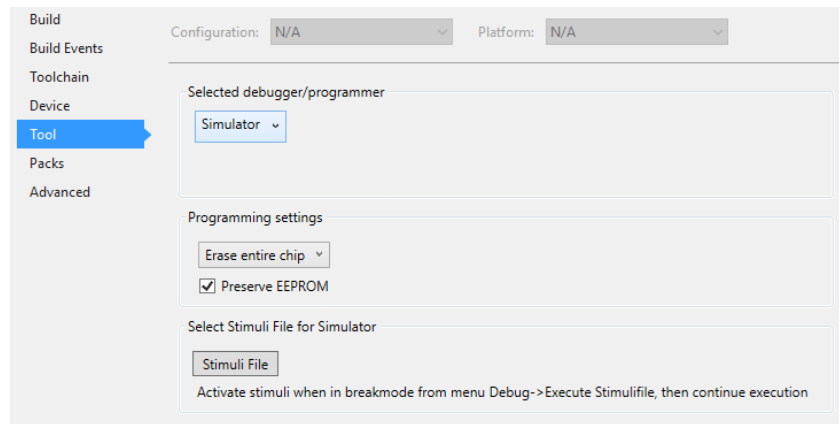 Build
Build Events
Toolchain
Device
Tool
Packs
Advanced
Configuration: N/A Platform: N/A
Selected debugger/programmer
Simulator
Programming settings
Erase entire chip
Preserve EEPROM
Select Stimuli File for Simulator
Stimuli File
Activate stimuli when in breakmode from menu Debug->Execute Stimulifile, then continue execution